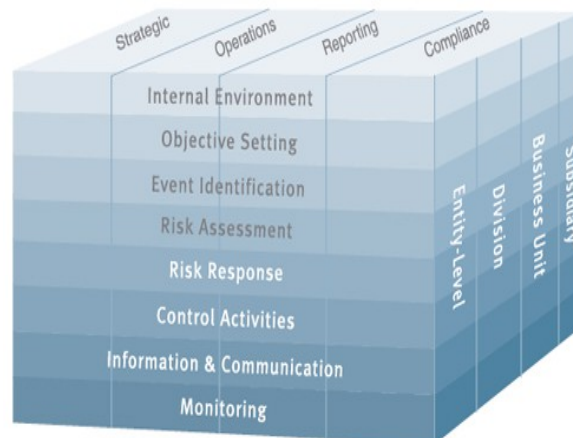 Strategic
Operations
Reporting
Compliance
Internal Environment
Objective Setting
Event Identification
Risk Assessment
Risk Response
Control Activities
Information & Communication
Monitoring
Entity-Level
Division
Business Unit
Subsidiary